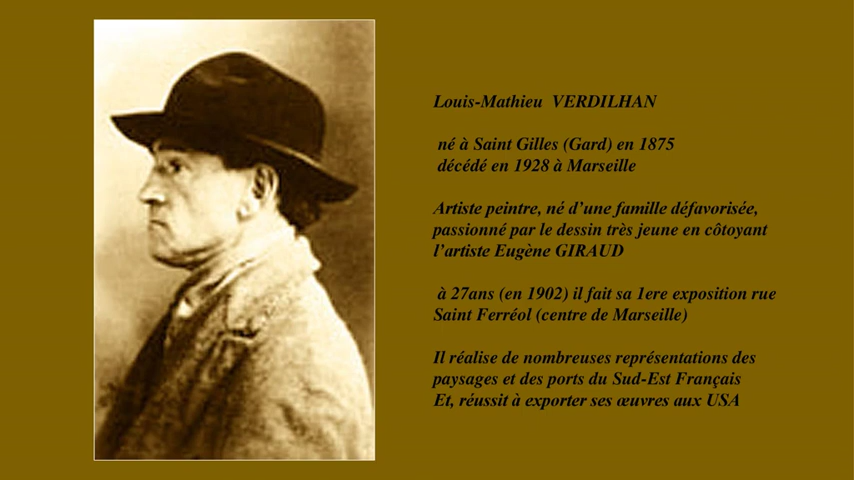 Louis-Mathieu VERDILHAN
né à Saint Gilles (Gard) en 1875
décédé en 1928 à Marseille
Artiste peintre, né d’une famille défavorisée,
passionné par le dessin très jeune en côtoyant
l’artiste Eugène GIRAUD
à 27ans (en 1902) il fait sa 1ere exposition rue
Saint Ferréol (centre de Marseille)
Il réalise de nombreuses représentations des
paysages et des ports du Sud-Est Français
Et, réussit à exporter ses œuvres aux USA